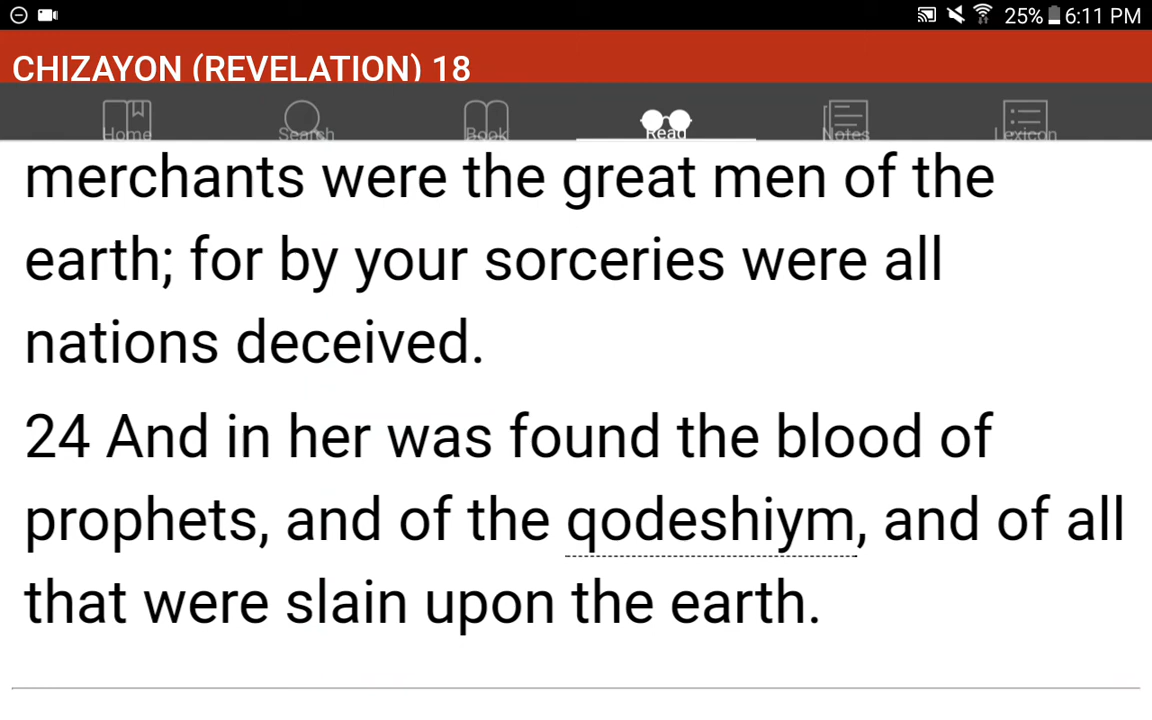 25% 6:11 PM
CHIZAYON (REVELATION) 18
Home Search Book Read Notes Lexicon
merchants were the great men of the
earth; for by your sorceries were all
nations deceived.
24 And in her was found the blood of
prophets, and of the qodeshiym, and of all
that were slain upon the earth.